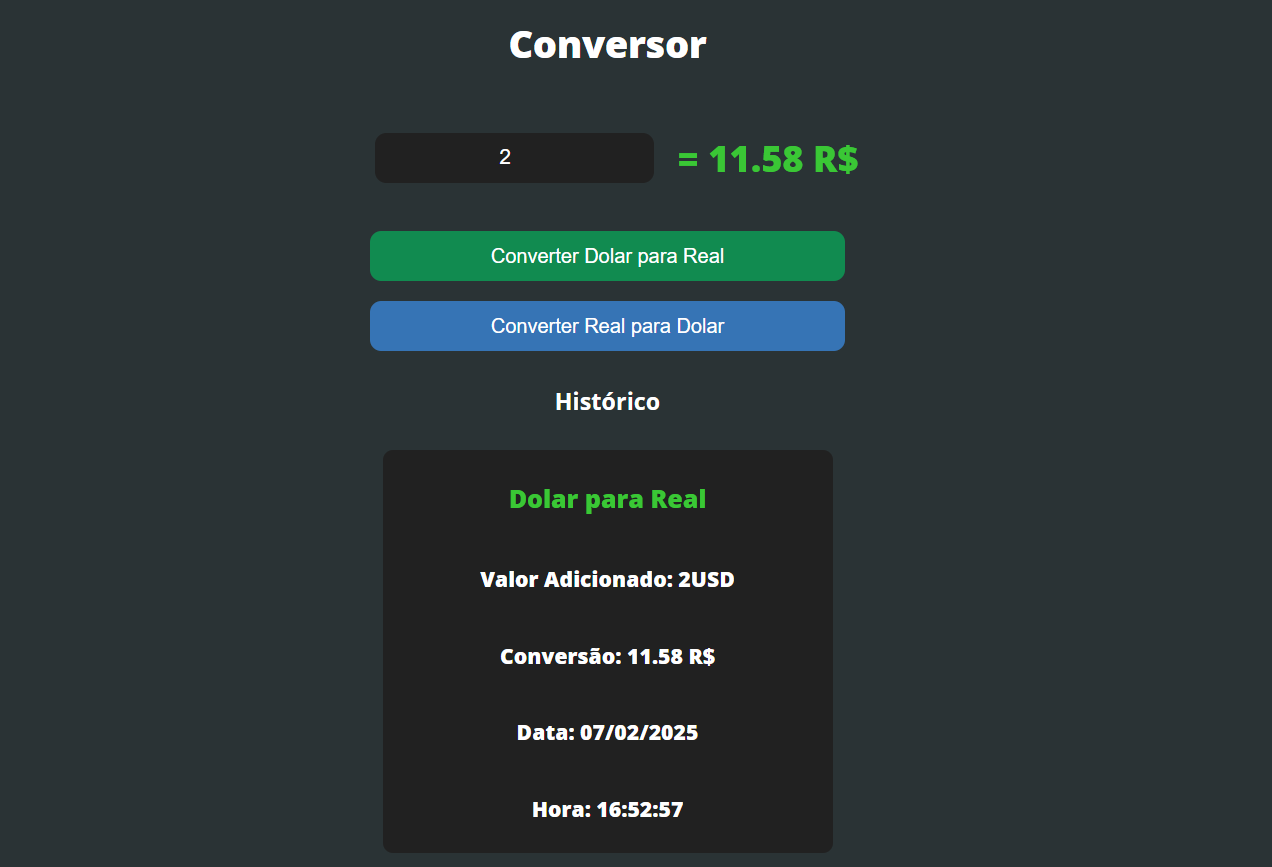 Conversor
2 = 11.58 R$
Converter Dolar para Real
Converter Real para Dolar
Histórico
Dolar para Real
Valor Adicionado: 2USD
Conversão: 11.58 R$
Data: 07/02/2025
Hora: 16:52:57